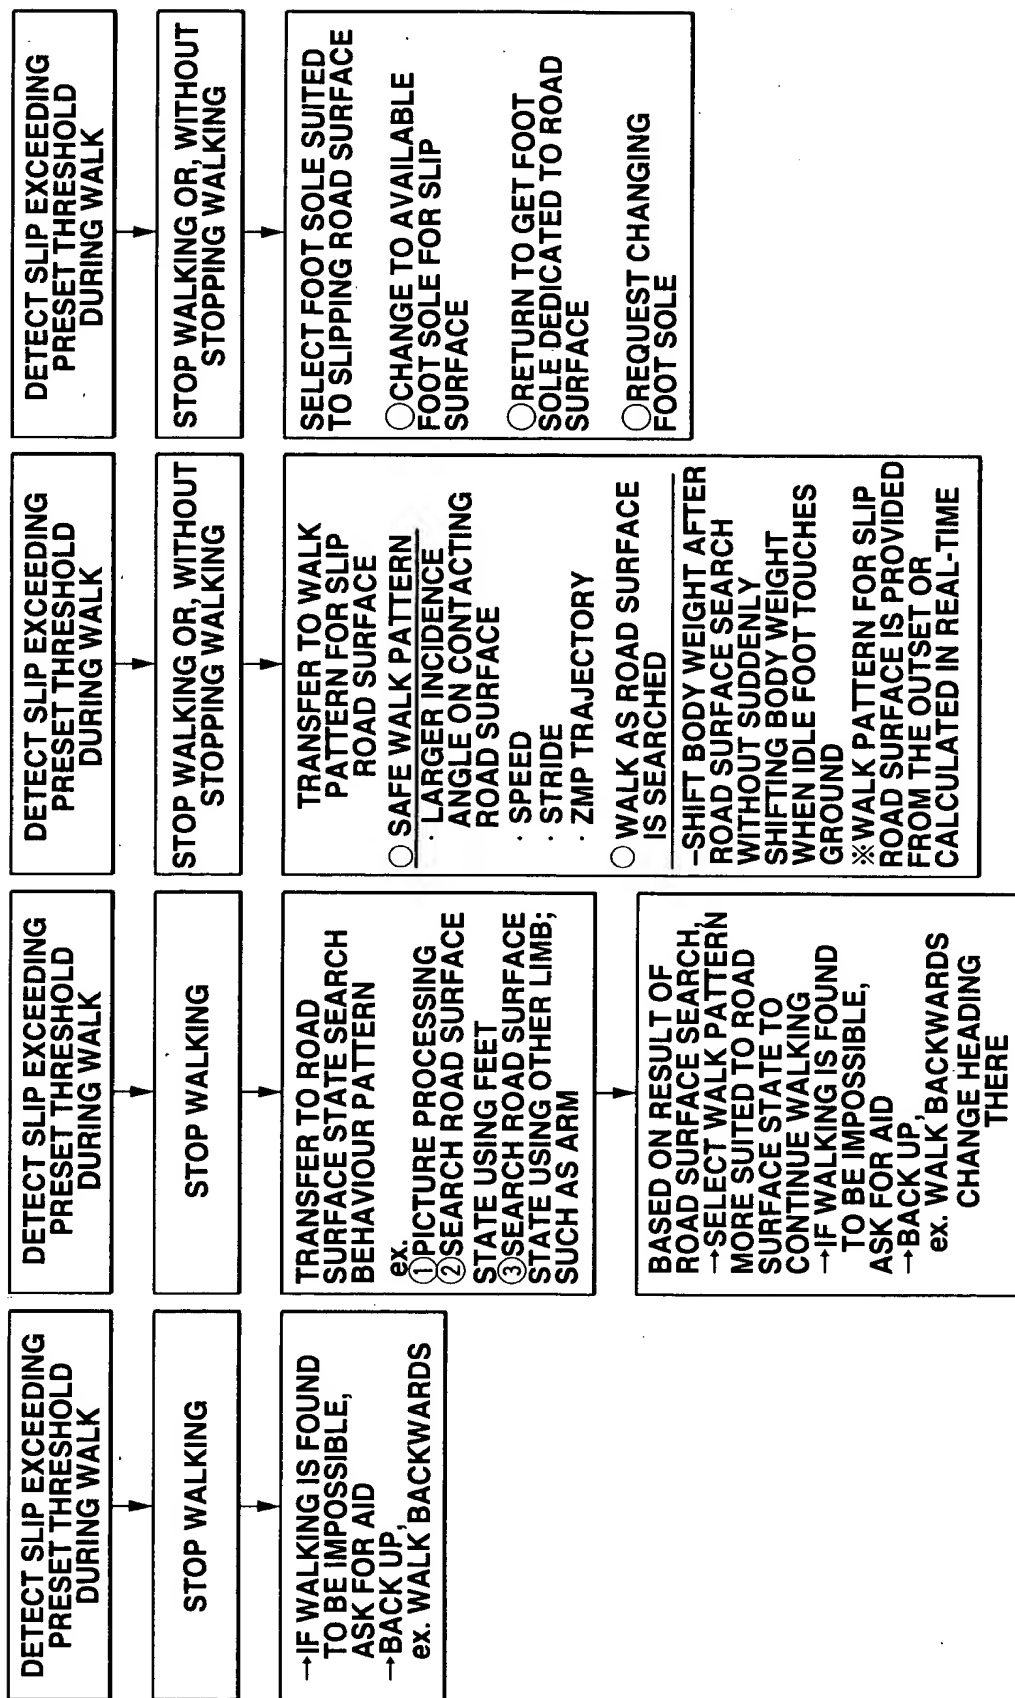 DETECT SLIP EXCEEDING
PRESET THRESHOLD
DURING WALK
STOP WALKING
→IF WALKING IS FOUND
TO BE IMPOSSIBLE,
ASK FOR AID
→BACK UP,
ex. WALK BACKWARDS
DETECT SLIP EXCEEDING
PRESET THRESHOLD
DURING WALK
STOP WALKING
TRANSFER TO ROAD
SURFACE STATE SEARCH
BEHAVIOUR PATTERN
ex.
①PICTURE PROCESSING
②SEARCH ROAD SURFACE
STATE USING FEET
③SEARCH ROAD SURFACE
STATE USING OTHER LIMB;
SUCH AS ARM
BASED ON RESULT OF
ROAD SURFACE SEARCH,
→SELECT WALK PATTERN
MORE SUITED TO ROAD
SURFACE STATE TO
CONTINUE WALKING
→IF WALKING IS FOUND
TO BE IMPOSSIBLE,
ASK FOR AID
→BACK UP,
ex. WALK BACKWARDS
CHANGE HEADING
THERE
DETECT SLIP EXCEEDING
PRESET THRESHOLD
DURING WALK
STOP WALKING OR, WITHOUT
STOPPING WALKING
TRANSFER TO WALK
PATTERN FOR SLIP
ROAD SURFACE
○ SAFE WALK PATTERN
· LARGER INCIDENCE
ANGLE ON CONTACTING
ROAD SURFACE
· SPEED
· STRIDE
· ZMP TRAJECTORY
○ WALK AS ROAD SURFACE
IS SEARCHED
–SHIFT BODY WEIGHT AFTER
ROAD SURFACE SEARCH
WITHOUT SUDDENLY
SHIFTING BODY WEIGHT
WHEN IDLE FOOT TOUCHES
GROUND
※WALK PATTERN FOR SLIP
ROAD SURFACE IS PROVIDED
FROM THE OUTSET OR
CALCULATED IN REAL-TIME
DETECT SLIP EXCEEDING
PRESET THRESHOLD
DURING WALK
STOP WALKING OR, WITHOUT
STOPPING WALKING
SELECT FOOT SOLE SUITED
TO SLIPPING ROAD SURFACE
○CHANGE TO AVAILABLE
FOOT SOLE FOR SLIP
SURFACE
○RETURN TO GET FOOT
SOLE DEDICATED TO ROAD
SURFACE
○REQUEST CHANGING
FOOT SOLE